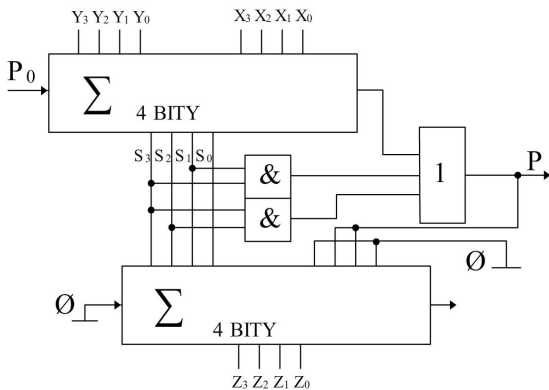 Y3 Y2 Y1 Y0 X3 X2 X1 X0
P0
Σ
4 BITY
S3 S2 S1 S0
&
&
1
P
Ø
Ø
Σ
4 BITY
Z3 Z2 Z1 Z0